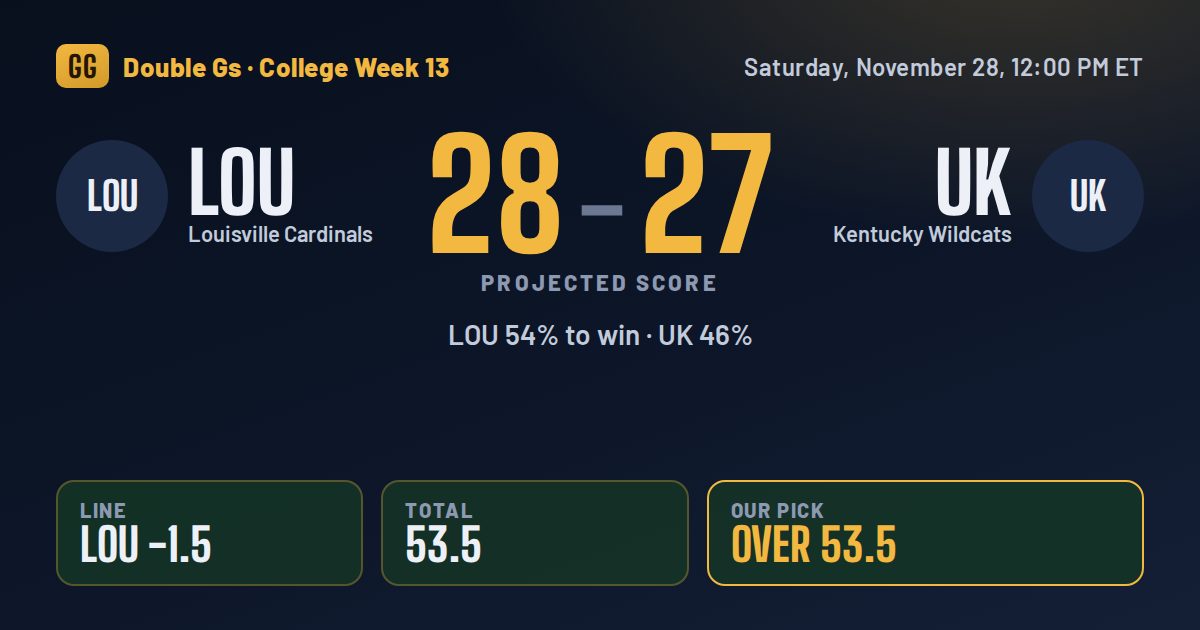 GG Double Gs · College Week 13
Saturday, November 28, 12:00 PM ET
LOU
LOU
Louisville Cardinals
28 – 27
PROJECTED SCORE
LOU 54% to win · UK 46%
UK
Kentucky Wildcats
UK
LINE
LOU −1.5
TOTAL
53.5
OUR PICK
OVER 53.5